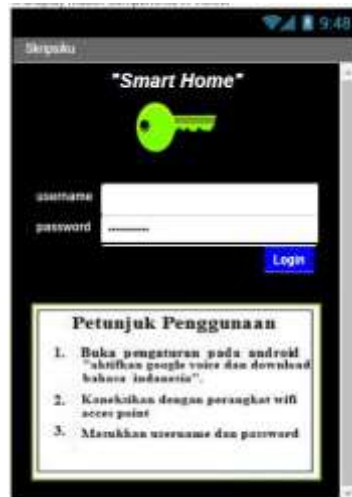 9:48
Skripsiku
"Smart Home"
username
password
Login
Petunjuk Penggunaan
1. Buka pengaturan pada android
"aktifkan google voice dan download
bahasa indonesia".
2. Koneksikan dengan perangkat wifi
acces point
3. Masukkan username dan password